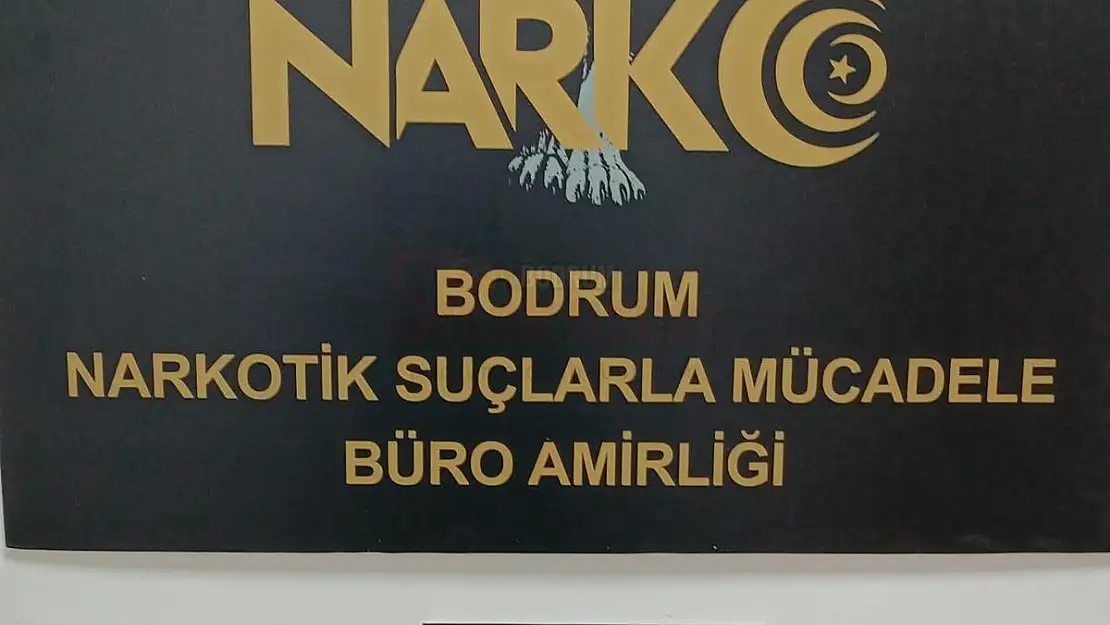 NARKO
BODRUM
NARKOTİK SUÇLARLA MÜCADELE
BÜRO AMİRLİĞİ